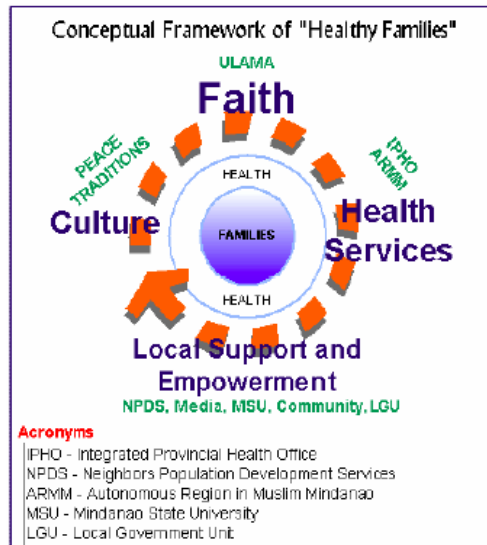 Conceptual Framework of "Healthy Families"
ULAMA
Faith
PEACE
TRADITIONS
IPHO
ARMM
HEALTH
Culture
FAMILIES
Health
Services
HEALTH
Local Support and
Empowerment
NPDS, Media, MSU, Community, LGU
Acronyms
IPHO - Integrated Provincial Health Office
NPDS - Neighbors Population Development Services
ARMM - Autonomous Region in Muslim Mindanao
MSU - Mindanao State University
LGU - Local Government Unit